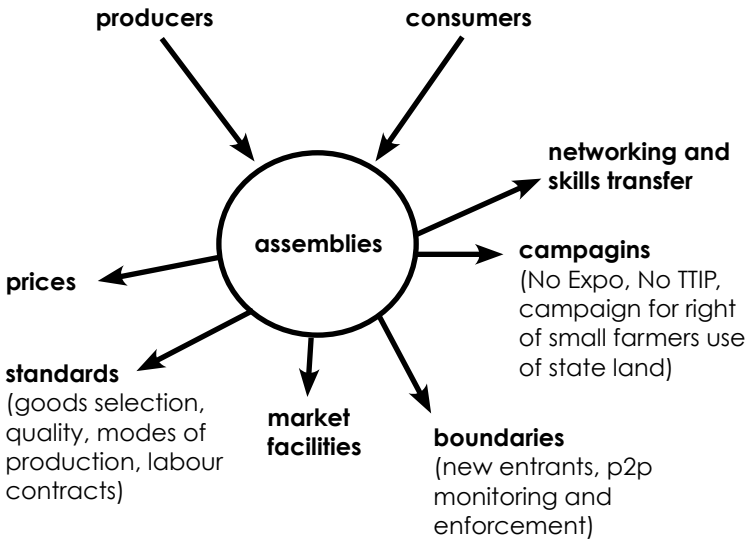 producers
consumers
networking and
skills transfer
assemblies
campagins
(No Expo, No TTIP,
campaign for right
of small farmers use
of state land)
prices
standards
(goods selection,
quality, modes of
production, labour
contracts)
market
facilities
boundaries
(new entrants, p2p
monitoring and
enforcement)